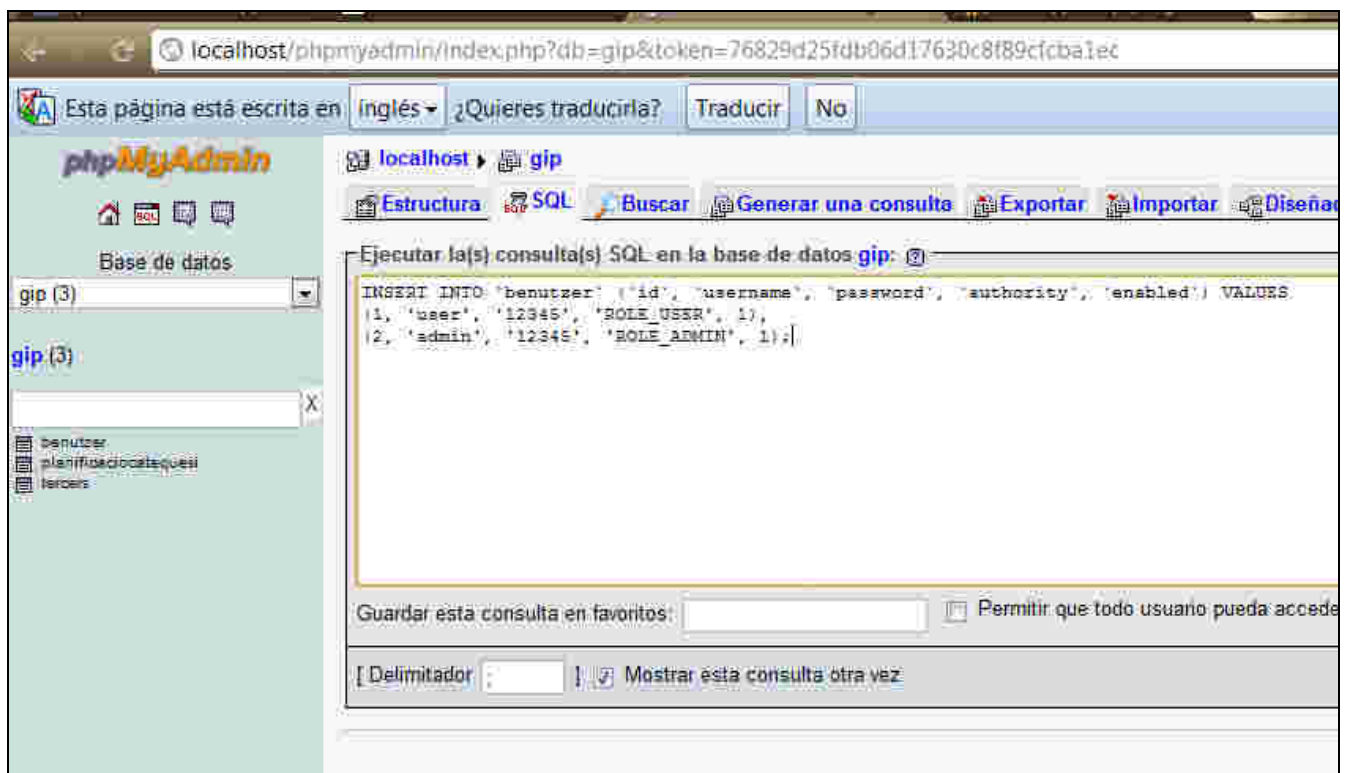 localhost/phpmyadmin/index.php?db=gip&token=76829d25fdb06d17630c8f89cfcba1ec
Esta página está escrita en inglés ¿Quieres traducirla? Traducir No
phpMyAdmin
localhost gip
Estructura SQL Buscar Generar una consulta Exportar Importar Diseñad
Base de datos
gip (3)
gip (3)
X
benutzer
planificaciocatequesi
tercers
Ejecutar la(s) consulta(s) SQL en la base de datos gip:
INSERT INTO `benutzer` (`id`, `username`, `password`, `authority`, `enabled`) VALUES
(1, 'user', '12345', 'ROLE_USER', 1),
(2, 'admin', '12345', 'ROLE_ADMIN', 1);
Guardar esta consulta en favoritos: Permitir que todo usuario pueda accede
[ Delimitador ; ] Mostrar esta consulta otra vez